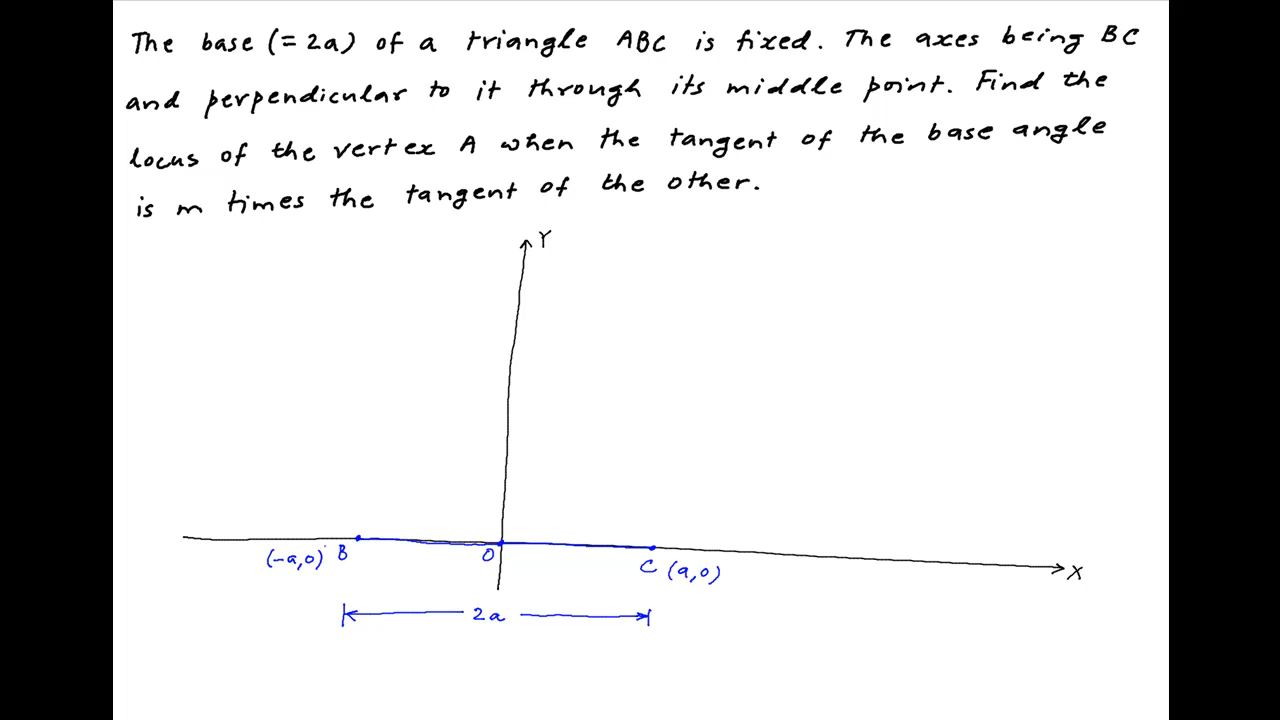 The base (= 2a) of a triangle ABC is fixed. The axes being BC
and perpendicular to it through its middle point. Find the
locus of the vertex A when the tangent of the base angle
is m times the tangent of the other.
Y
(-a,0) B
O
C (a,0)
X
2a